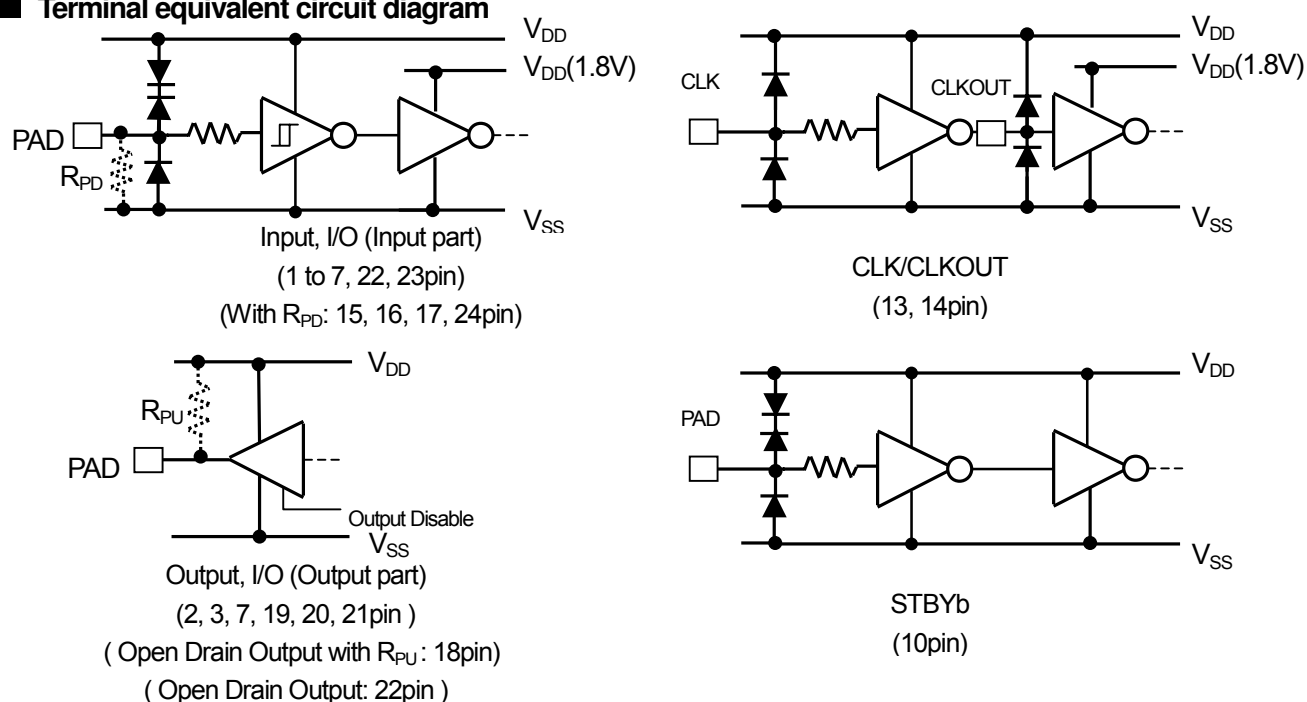 Terminal equivalent circuit diagram
VDD
VDD(1.8V)
PAD
RPD
VSS
Input, I/O (Input part)
(1 to 7, 22, 23pin)
(With RPD: 15, 16, 17, 24pin)
VDD
VDD(1.8V)
CLK
CLKOUT
VSS
CLK/CLKOUT
(13, 14pin)
VDD
RPU
PAD
Output Disable
VSS
Output, I/O (Output part)
(2, 3, 7, 19, 20, 21pin )
( Open Drain Output with RPU : 18pin)
( Open Drain Output: 22pin )
VDD
PAD
VSS
STBYb
(10pin)